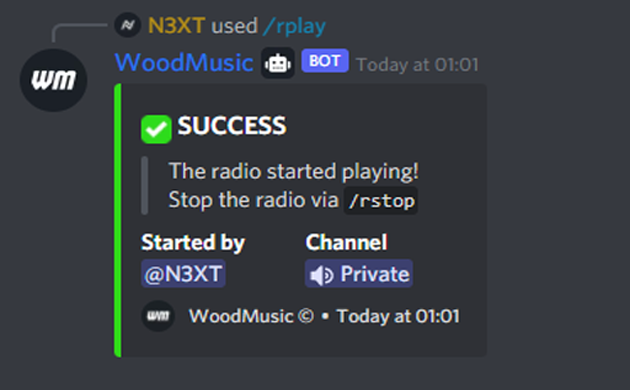 N3XT used /rplay
wm
WoodMusic BOT Today at 01:01
SUCCESS
The radio started playing!
Stop the radio via /rstop
Started by Channel
@N3XT Private
wm WoodMusic © • Today at 01:01